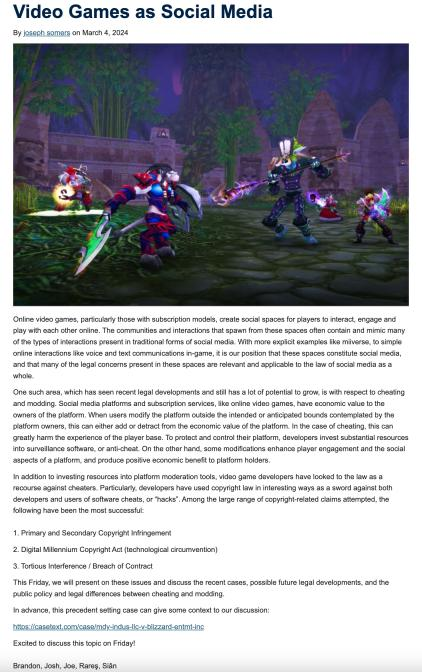 Video Games as Social Media
By joseph somers on March 4, 2024
Online video games, particularly those with subscription models, create social spaces for players to interact, engage and
play with each other online. The communities and interactions that spawn from these spaces often contain and mimic many
of the types of interactions present in traditional forms of social media. With more explicit examples like miiverse, to simple
online interactions like voice and text communications in-game, it is our position that these spaces constitute social media,
and that many of the legal concerns present in these spaces are relevant and applicable to the law of social media as a
whole.
One such area, which has seen recent legal developments and still has a lot of potential to grow, is with respect to cheating
and modding. Social media platforms and subscription services, like online video games, have economic value to the
owners of the platform. When users modify the platform outside the intended or anticipated bounds contemplated by the
platform owners, this can either add or detract from the economic value of the platform. In the case of cheating, this can
greatly harm the experience of the player base. To protect and control their platform, developers invest substantial resources
into surveillance software, or anti-cheat. On the other hand, some modifications enhance player engagement and the social
aspects of a platform, and produce positive economic benefit to platform holders.
In addition to investing resources into platform moderation tools, video game developers have looked to the law as a
recourse against cheaters. Particularly, developers have used copyright law in interesting ways as a sword against both
developers and users of software cheats, or “hacks”. Among the large range of copyright-related claims attempted, the
following have been the most successful:
1. Primary and Secondary Copyright Infringement
2. Digital Millennium Copyright Act (technological circumvention)
3. Tortious Interference / Breach of Contract
This Friday, we will present on these issues and discuss the recent cases, possible future legal developments, and the
public policy and legal differences between cheating and modding.
In advance, this precedent setting case can give some context to our discussion:
https://casetext.com/case/mdy-indus-llc-v-blizzard-entmt-inc
Excited to discuss this topic on Friday!
Brandon, Josh, Joe, Rareş, Siân